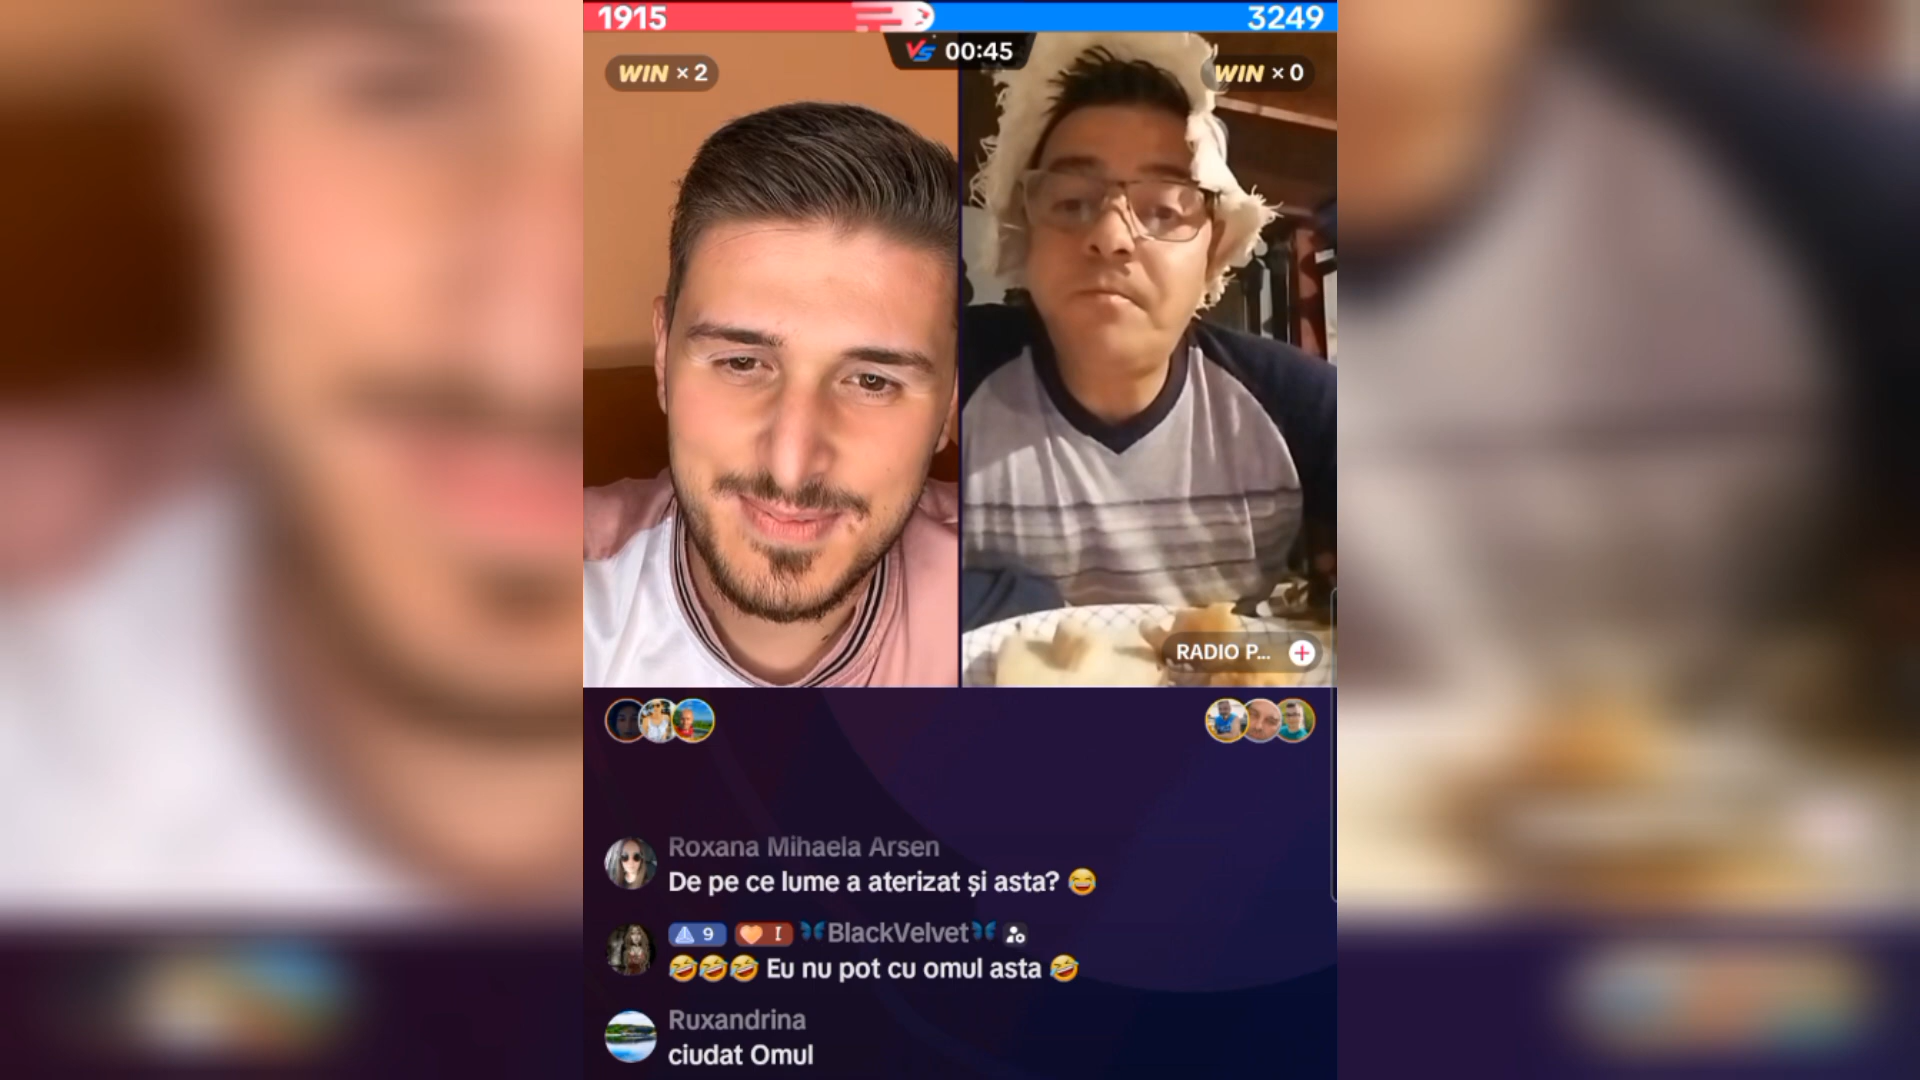 1915
3249
VS 00:45
WIN × 2
WIN × 0
RADIO P...
Roxana Mihaela Arsen
De pe ce lume a aterizat și asta? 😂
9 I BlackVelvet
🤣🤣🤣 Eu nu pot cu omul asta 🤣
Ruxandrina
ciudat Omul